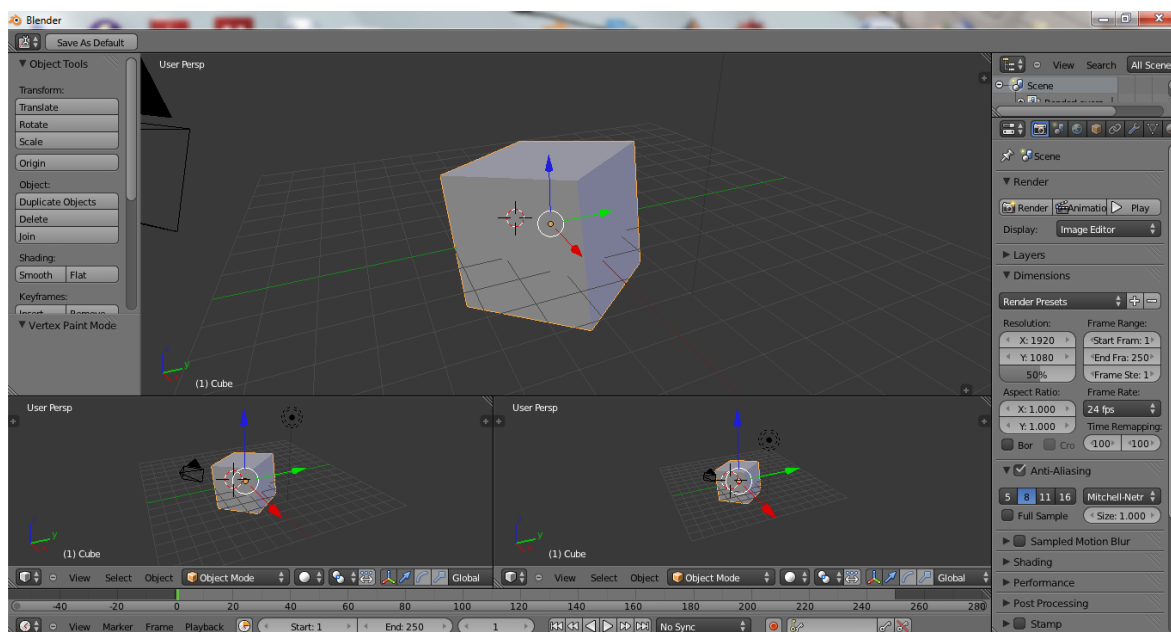 Blender
Save As Default
Object Tools
Transform:
Translate
Rotate
Scale
Origin
Object:
Duplicate Objects
Delete
Join
Shading:
Smooth Flat
Keyframes:
Insert Remove
Vertex Paint Mode
User Persp
y
(1) Cube
User Persp
y
(1) Cube
View Select Object Object Mode Global
User Persp
y
(1) Cube
View Select Object Object Mode Global
-40 -20 0 20 40 60 80 100 120 140 160 180 200 220 240 260 280
View Marker Frame Playback Start: 1 End: 250 1 No Sync
View Search All Scene
Scene
Scene
Render
Render Animatio Play
Display: Image Editor
Layers
Dimensions
Render Presets
Resolution: Frame Range:
X: 1920 Start Fram: 1
Y: 1080 End Fra: 250
50% Frame Ste: 1
Aspect Ratio: Frame Rate:
X: 1.000 24 fps
Y: 1.000 Time Remapping:
Bor Cro 100 100
Anti-Aliasing
5 8 11 16 Mitchell-Netr
Full Sample Size: 1.000
Sampled Motion Blur
Shading
Performance
Post Processing
Stamp